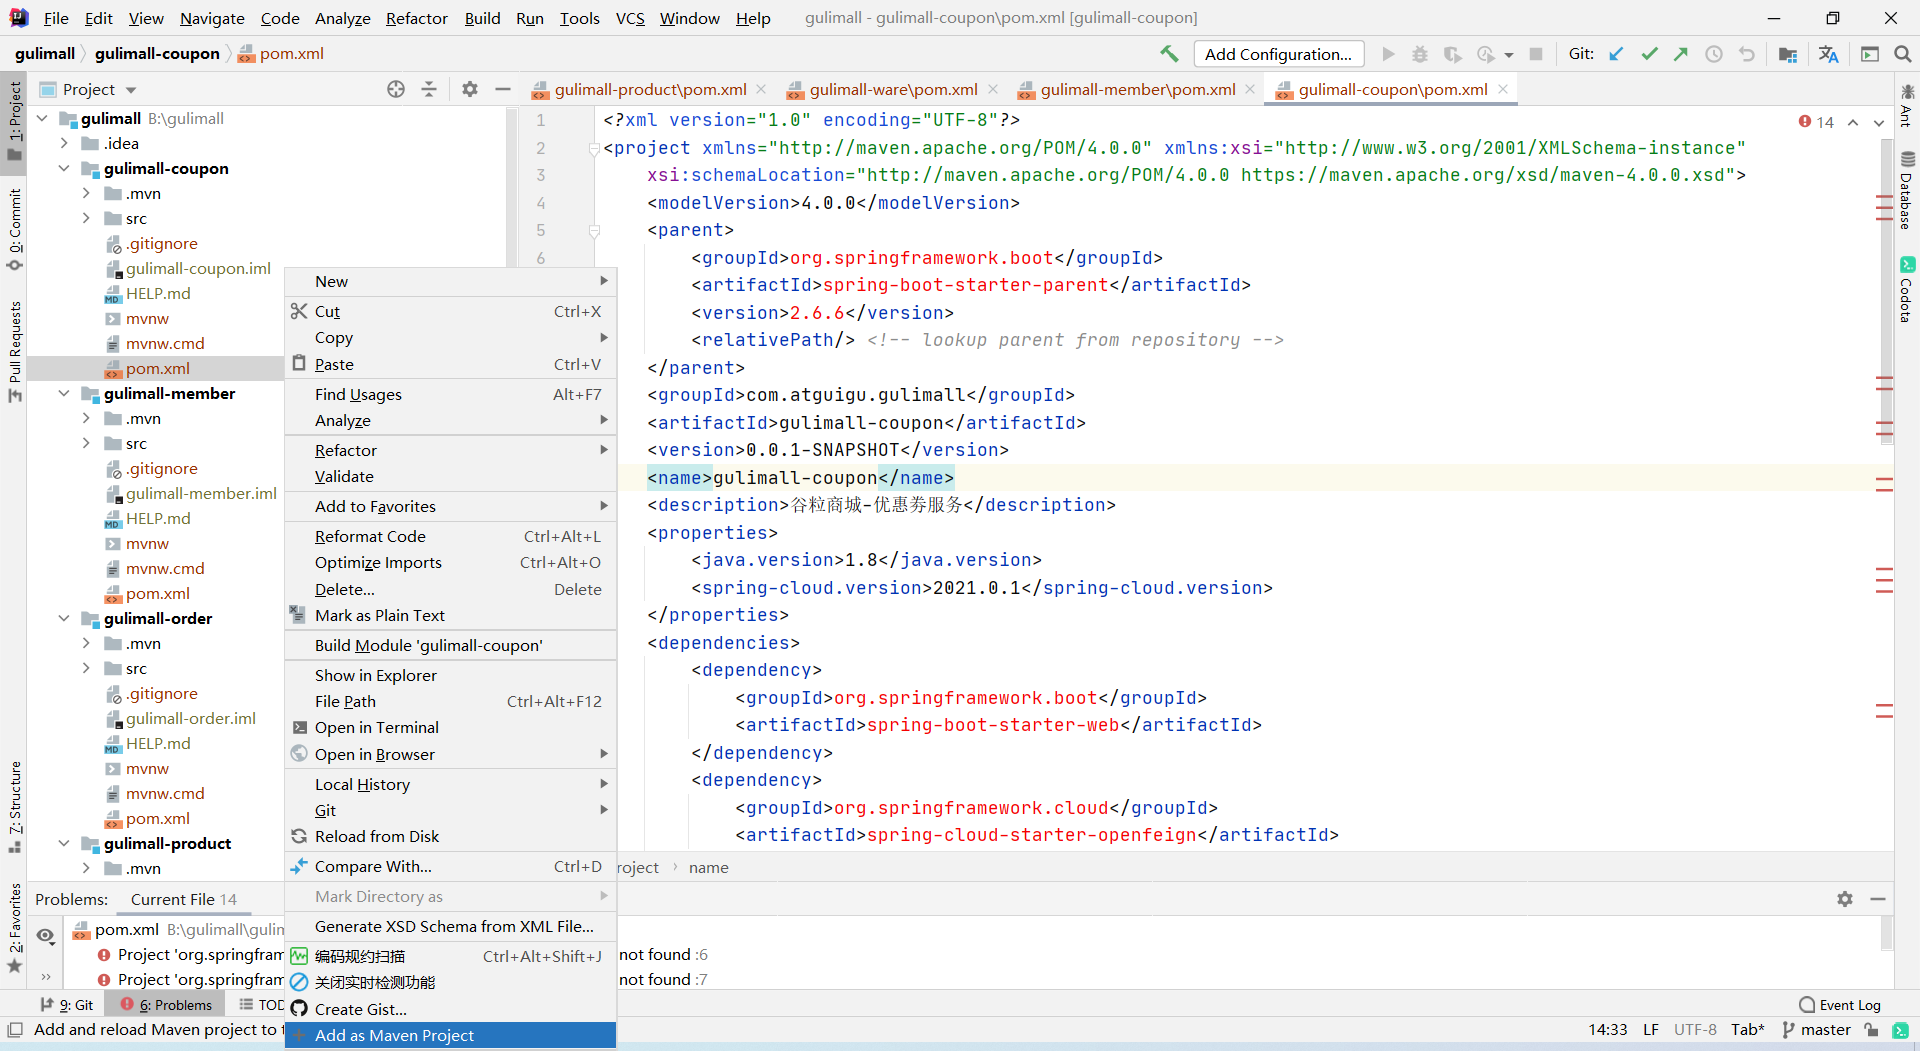 File Edit View Navigate Code Analyze Refactor Build Run Tools VCS Window Help gulimall - gulimall-coupon\pom.xml [gulimall-coupon]
gulimall gulimall-coupon pom.xml Add Configuration... Git:
Project
gulimall-product\pom.xml gulimall-ware\pom.xml gulimall-member\pom.xml gulimall-coupon\pom.xml
1: Project
0: Commit
Pull Requests
7: Structure
2: Favorites
gulimall B:\gulimall
.idea
gulimall-coupon
.mvn
src
.gitignore
gulimall-coupon.iml
HELP.md
mvnw
mvnw.cmd
pom.xml
gulimall-member
.mvn
src
.gitignore
gulimall-member.iml
HELP.md
mvnw
mvnw.cmd
pom.xml
gulimall-order
.mvn
src
.gitignore
gulimall-order.iml
HELP.md
mvnw
mvnw.cmd
pom.xml
gulimall-product
.mvn
New
Cut Ctrl+X
Copy
Paste Ctrl+V
Find Usages Alt+F7
Analyze
Refactor
Validate
Add to Favorites
Reformat Code Ctrl+Alt+L
Optimize Imports Ctrl+Alt+O
Delete... Delete
Mark as Plain Text
Build Module 'gulimall-coupon'
Show in Explorer
File Path Ctrl+Alt+F12
Open in Terminal
Open in Browser
Local History
Git
Reload from Disk
Compare With... Ctrl+D
Mark Directory as
Generate XSD Schema from XML File...
编码规约扫描 Ctrl+Alt+Shift+J
关闭实时检测功能
Create Gist...
Add as Maven Project
1 <?xml version="1.0" encoding="UTF-8"?>
2 <project xmlns="http://maven.apache.org/POM/4.0.0" xmlns:xsi="http://www.w3.org/2001/XMLSchema-instance"
3 xsi:schemaLocation="http://maven.apache.org/POM/4.0.0 https://maven.apache.org/xsd/maven-4.0.0.xsd">
4 <modelVersion>4.0.0</modelVersion>
5 <parent>
6 <groupId>org.springframework.boot</groupId>
<artifactId>spring-boot-starter-parent</artifactId>
<version>2.6.6</version>
<relativePath/> <!-- lookup parent from repository -->
</parent>
<groupId>com.atguigu.gulimall</groupId>
<artifactId>gulimall-coupon</artifactId>
<version>0.0.1-SNAPSHOT</version>
<name>gulimall-coupon</name>
<description>谷粒商城-优惠劵服务</description>
<properties>
<java.version>1.8</java.version>
<spring-cloud.version>2021.0.1</spring-cloud.version>
</properties>
<dependencies>
<dependency>
<groupId>org.springframework.boot</groupId>
<artifactId>spring-boot-starter-web</artifactId>
</dependency>
<dependency>
<groupId>org.springframework.cloud</groupId>
<artifactId>spring-cloud-starter-openfeign</artifactId>
14
roject name
Ant
Database
Codota
Problems: Current File 14
pom.xml B:\gulimall\gulim
Project 'org.springfram not found :6
Project 'org.springfram not found :7
9: Git 6: Problems TOD Event Log
Add and reload Maven project to 14:33 LF UTF-8 Tab* master